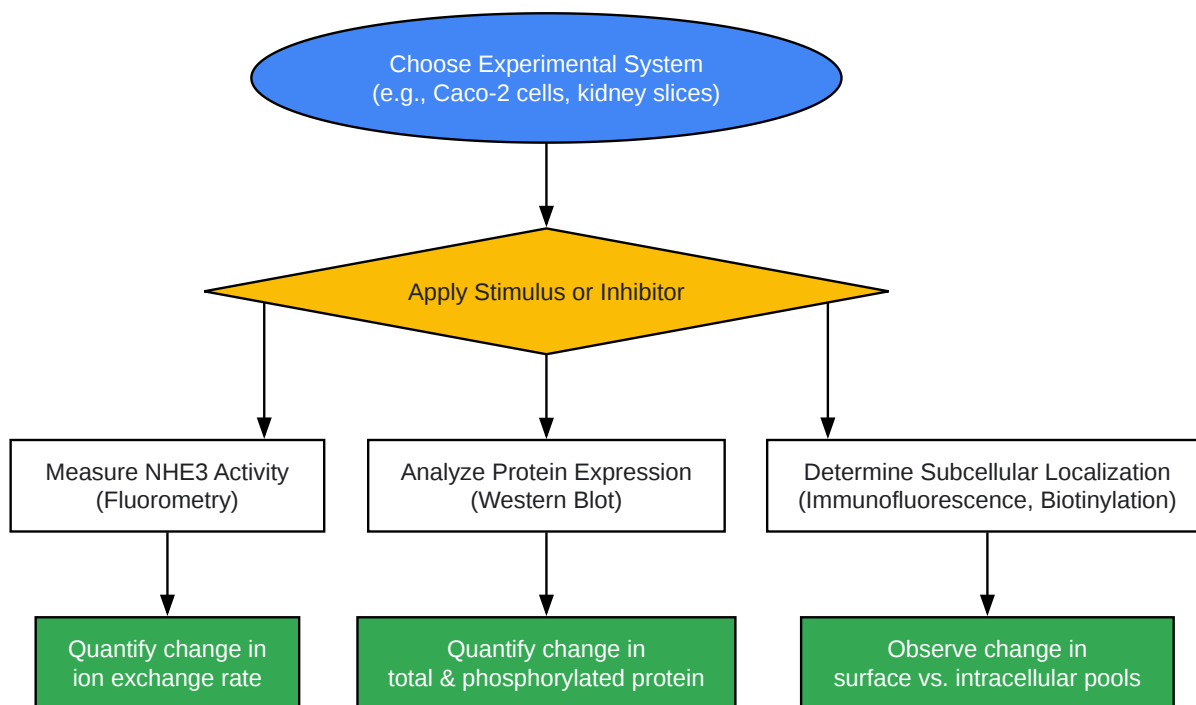 Choose Experimental System
(e.g., Caco-2 cells, kidney slices)
Apply Stimulus or Inhibitor
Measure NHE3 Activity
(Fluorometry)
Analyze Protein Expression
(Western Blot)
Determine Subcellular Localization
(Immunofluorescence, Biotinylation)
Quantify change in
ion exchange rate
Quantify change in
total & phosphorylated protein
Observe change in
surface vs. intracellular pools